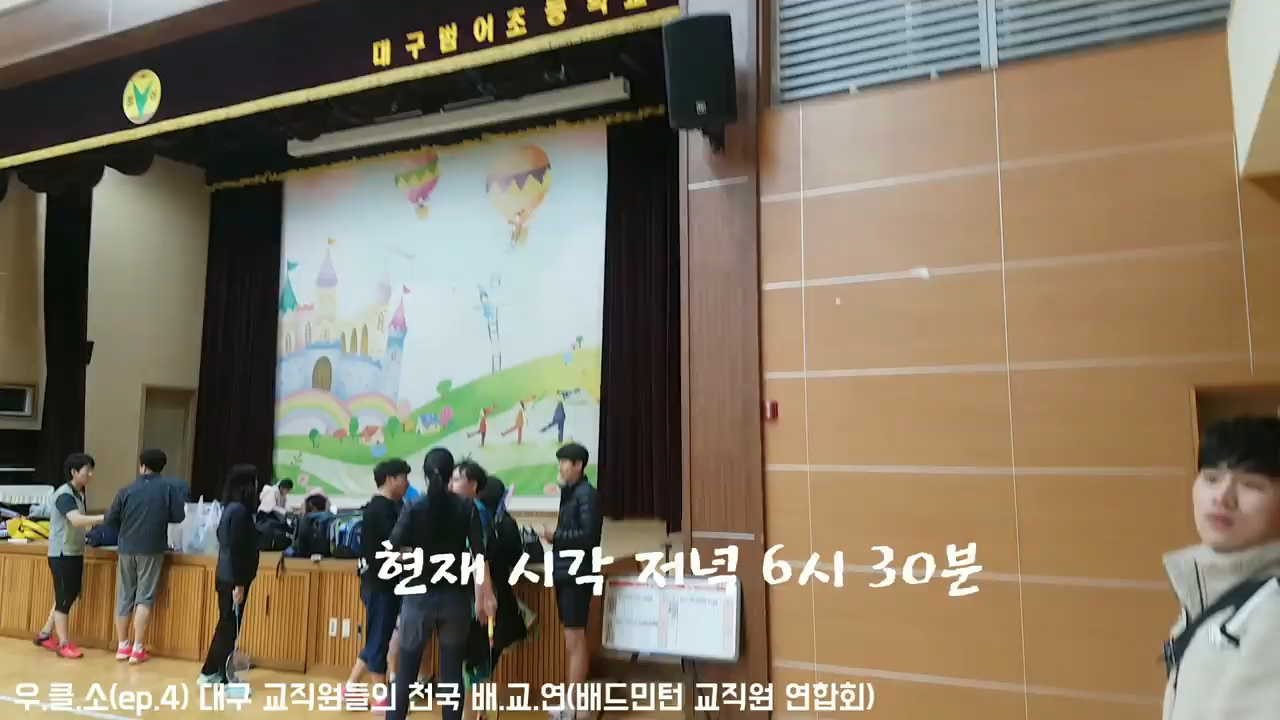 대구범어초등학교
현재 시각 저녁 6시 30분
우.클.소(ep.4) 대구 교직원들의 천국 배.교.연(배드민턴 교직원 연합회)